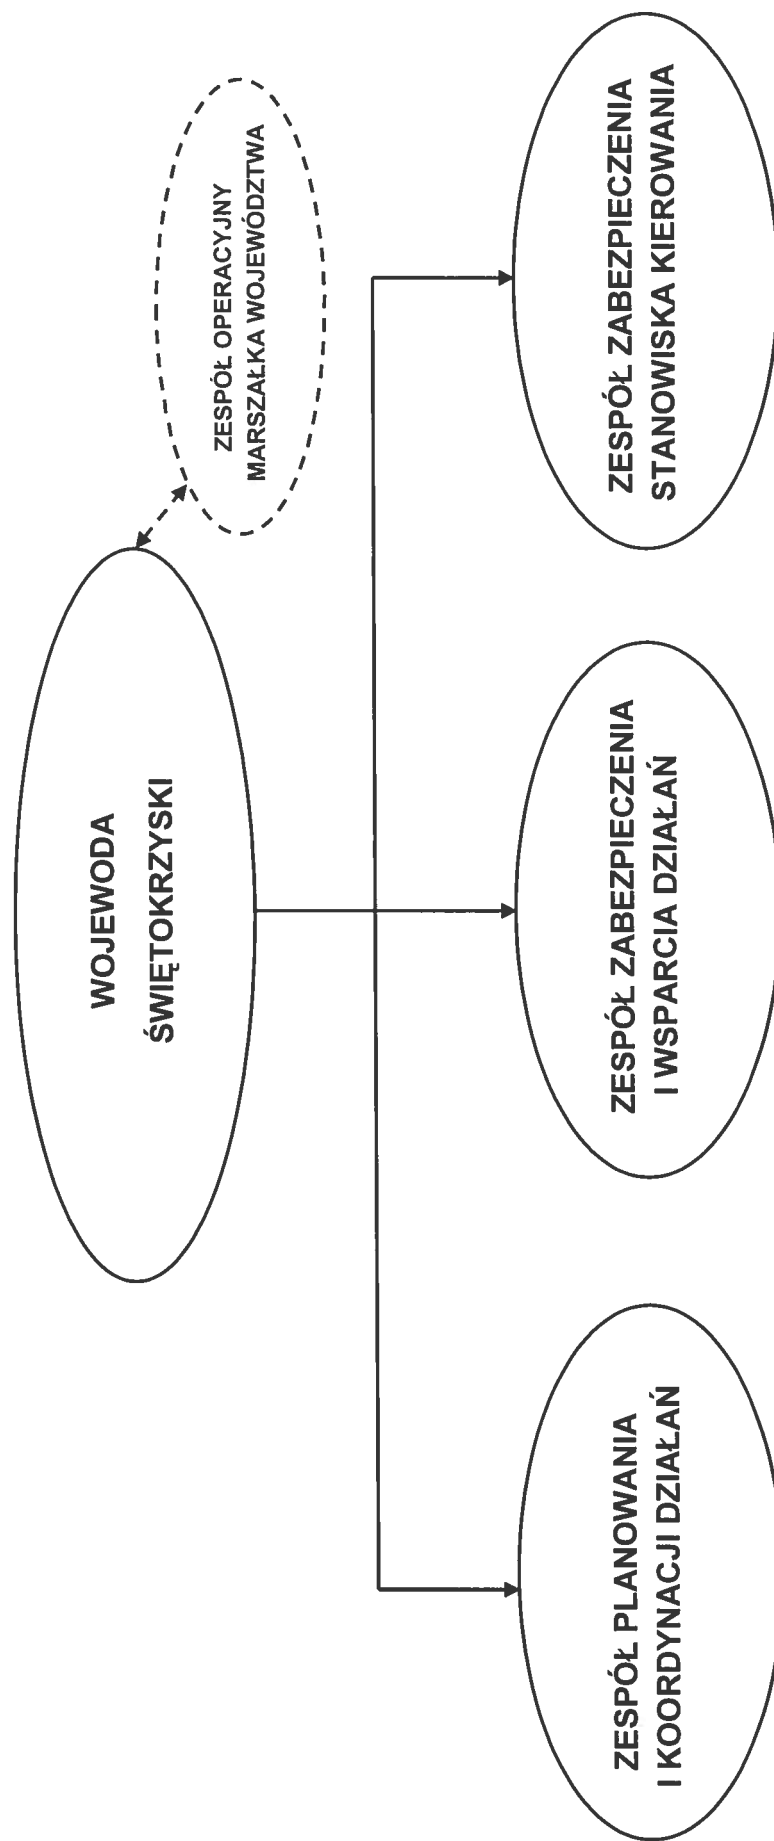 WOJEWODA
ŚWIĘTOKRZYSKI
ZESPÓŁ OPERACYJNY
MARSZAŁKA WOJEWÓDZTWA
ZESPÓŁ PLANOWANIA
I KOORDYNACJI DZIAŁAŃ
ZESPÓŁ ZABEZPIECZENIA
I WSPARCIA DZIAŁAŃ
ZESPÓŁ ZABEZPIECZENIA
STANOWISKA KIEROWANIA